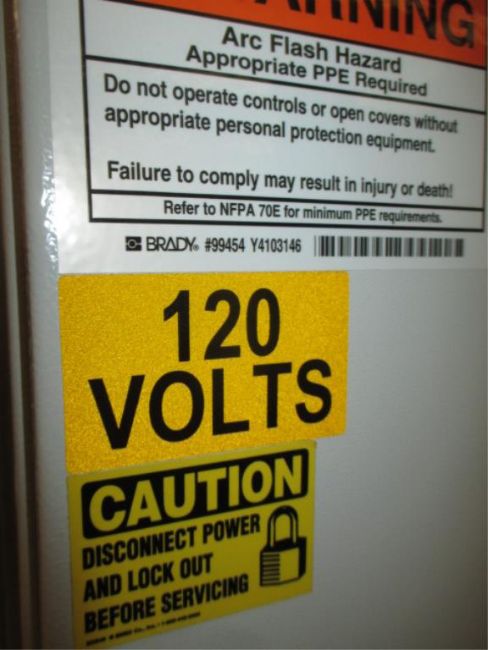 WARNING
Arc Flash Hazard
Appropriate PPE Required
Do not operate controls or open covers without
appropriate personal protection equipment.
Failure to comply may result in injury or death!
Refer to NFPA 70E for minimum PPE requirements.
BRADY® #99454 Y4103146
120
VOLTS
CAUTION
DISCONNECT POWER
AND LOCK OUT
BEFORE SERVICING